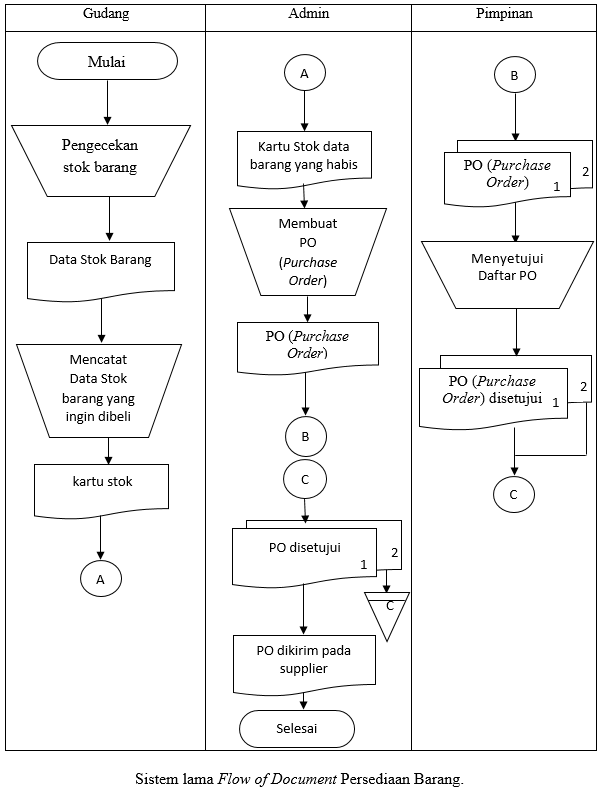 Gudang
Admin
Pimpinan
Mulai
Pengecekan
stok barang
Data Stok Barang
Mencatat
Data Stok
barang yang
ingin dibeli
kartu stok
A
A
Kartu Stok data
barang yang habis
Membuat
PO
(Purchase
Order)
PO (Purchase
Order)
B
C
PO disetujui
1
2
C
PO dikirim pada
supplier
Selesai
B
PO (Purchase
Order)
1
2
Menyetujui
Daftar PO
PO (Purchase
Order) disetujui
1
2
C
Sistem lama Flow of Document Persediaan Barang.